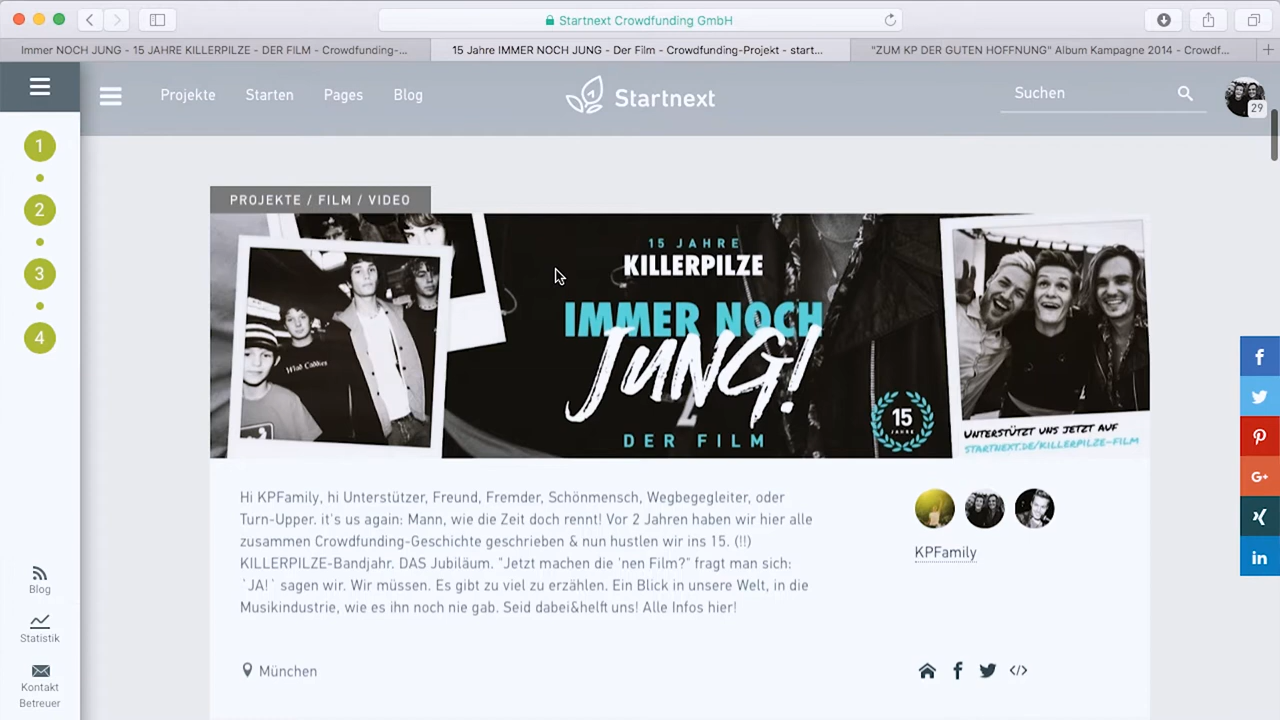 Startnext Crowdfunding GmbH
Immer NOCH JUNG - 15 JAHRE KILLERPILZE - DER FILM - Crowdfunding-...
15 Jahre IMMER NOCH JUNG - Der Film - Crowdfunding-Projekt - start...
"ZUM KP DER GUTEN HOFFNUNG" Album Kampagne 2014 - Crowdf...
Projekte
Starten
Pages
Blog
Startnext
Suchen
29
1
2
3
4
PROJEKTE / FILM / VIDEO
15 JAHRE
KILLERPILZE
IMMER NOCH
JUNG!
DER FILM
15
JAHRE
UNTERSTÜTZT UNS JETZT AUF
STARTNEXT.DE/KILLERPILZE-FILM
Hi KPFamily, hi Unterstützer, Freund, Fremder, Schönmensch, Wegbegegleiter, oder
Turn-Upper. it's us again: Mann, wie die Zeit doch rennt! Vor 2 Jahren haben wir hier alle
zusammen Crowdfunding-Geschichte geschrieben & nun hustlen wir ins 15. (!!)
KILLERPILZE-Bandjahr. DAS Jubiläum. "Jetzt machen die 'nen Film?" fragt man sich:
´JA!´ sagen wir. Wir müssen. Es gibt zu viel zu erzählen. Ein Blick in unsere Welt, in die
Musikindustrie, wie es ihn noch nie gab. Seid dabei&helft uns! Alle Infos hier!
KPFamily
München
Blog
Statistik
Kontakt
Betreuer